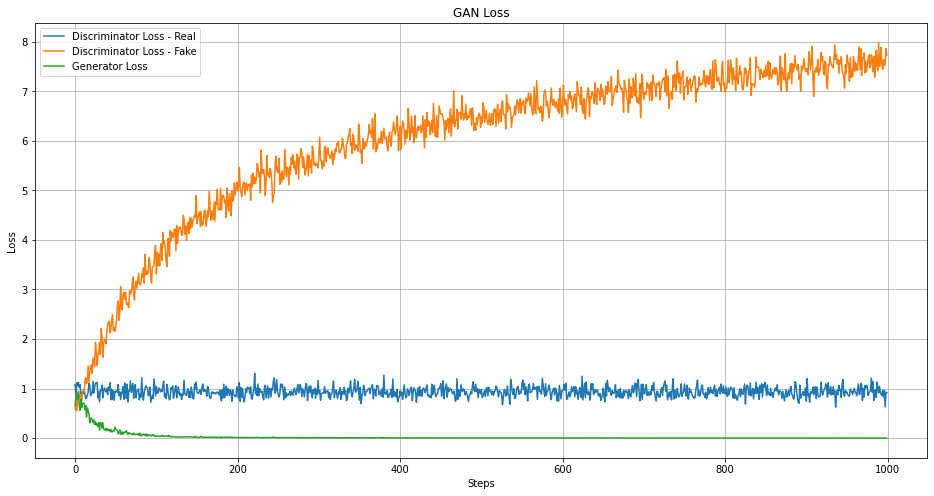 GAN Loss
Discriminator Loss - Real
Discriminator Loss - Fake
Generator Loss
8
7
6
5
4
3
2
1
0
Loss
0 200 400 600 800 1000
Steps